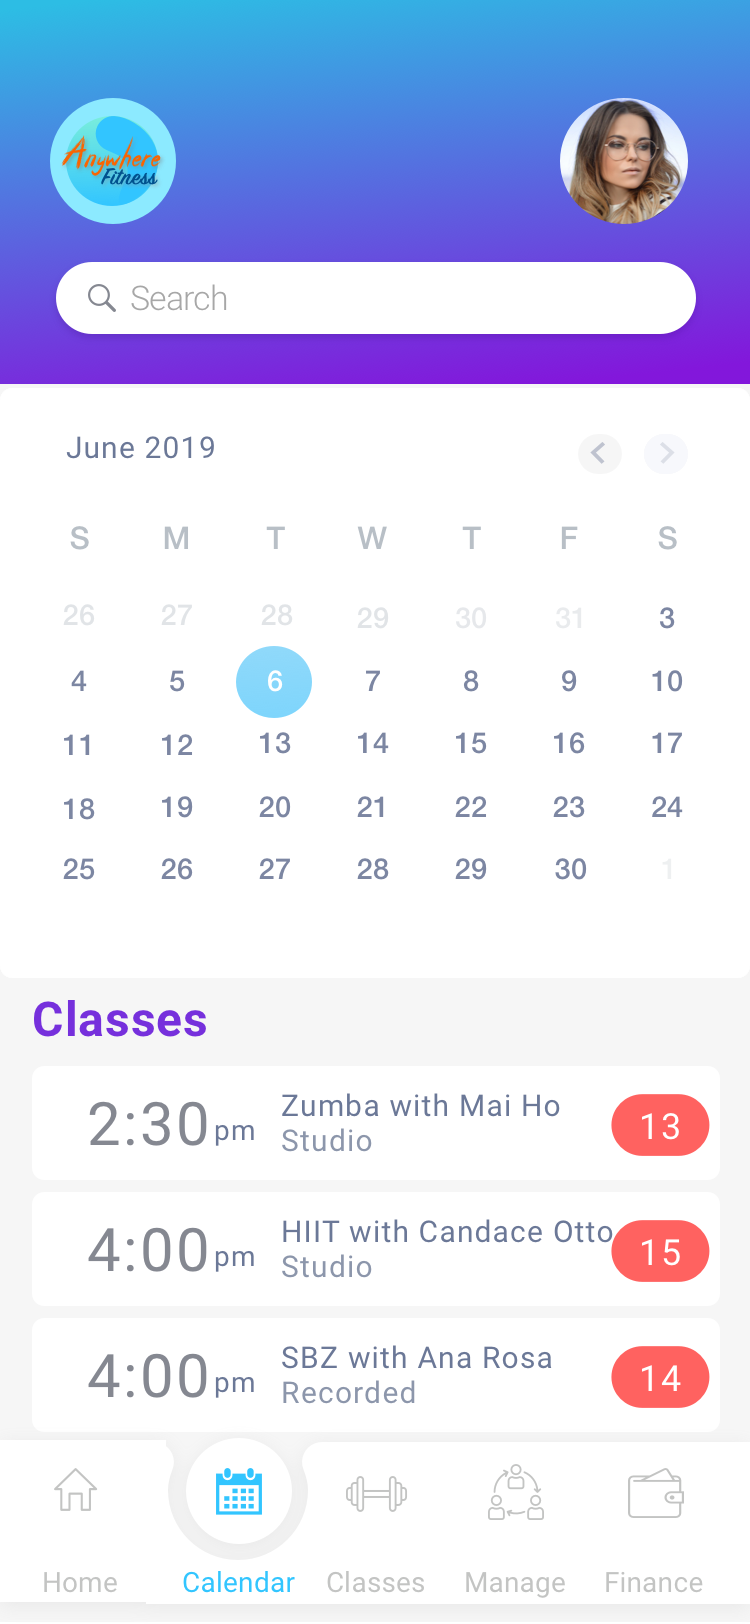 Anywhere
Fitness
Search
June 2019
S M T W T F S
26 27 28 29 30 31 3
4 5 6 7 8 9 10
11 12 13 14 15 16 17
18 19 20 21 22 23 24
25 26 27 28 29 30 1
Classes
2:30 pm Zumba with Mai Ho 13
Studio
4:00 pm HIIT with Candace Otto 15
Studio
4:00 pm SBZ with Ana Rosa 14
Recorded
Home Calendar Classes Manage Finance